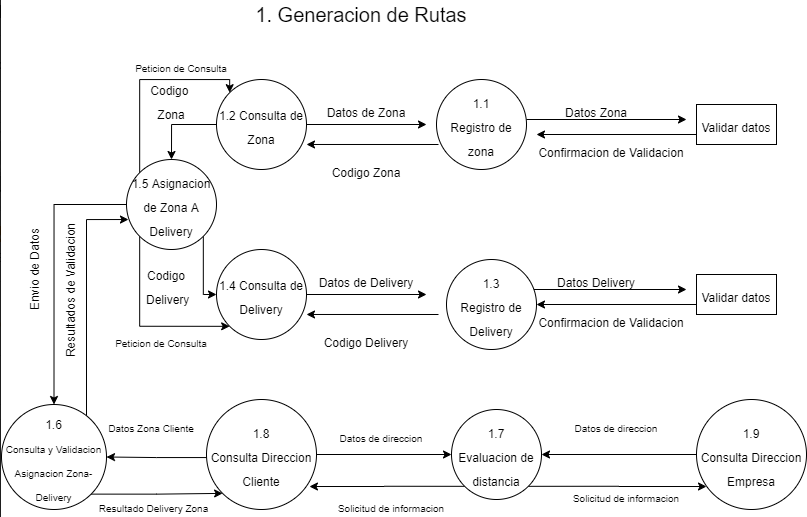 1. Generacion de Rutas
Peticion de Consulta
Codigo
Zona
1.2 Consulta de
Zona
Datos de Zona
Codigo Zona
1.1
Registro de
zona
Datos Zona
Confirmacion de Validacion
Validar datos
1.5 Asignacion
de Zona A
Delivery
Envio de Datos
Resultados de Validacion
Codigo
Delivery
Peticion de Consulta
1.4 Consulta de
Delivery
Datos de Delivery
Codigo Delivery
1.3
Registro de
Delivery
Datos Delivery
Confirmacion de Validacion
Validar datos
1.6
Consulta y Validacion
Asignacion Zona-
Delivery
Datos Zona Cliente
Resultado Delivery Zona
1.8
Consulta Direccion
Cliente
Datos de direccion
Solicitud de informacion
1.7
Evaluacion de
distancia
Datos de direccion
Solicitud de informacion
1.9
Consulta Direccion
Empresa